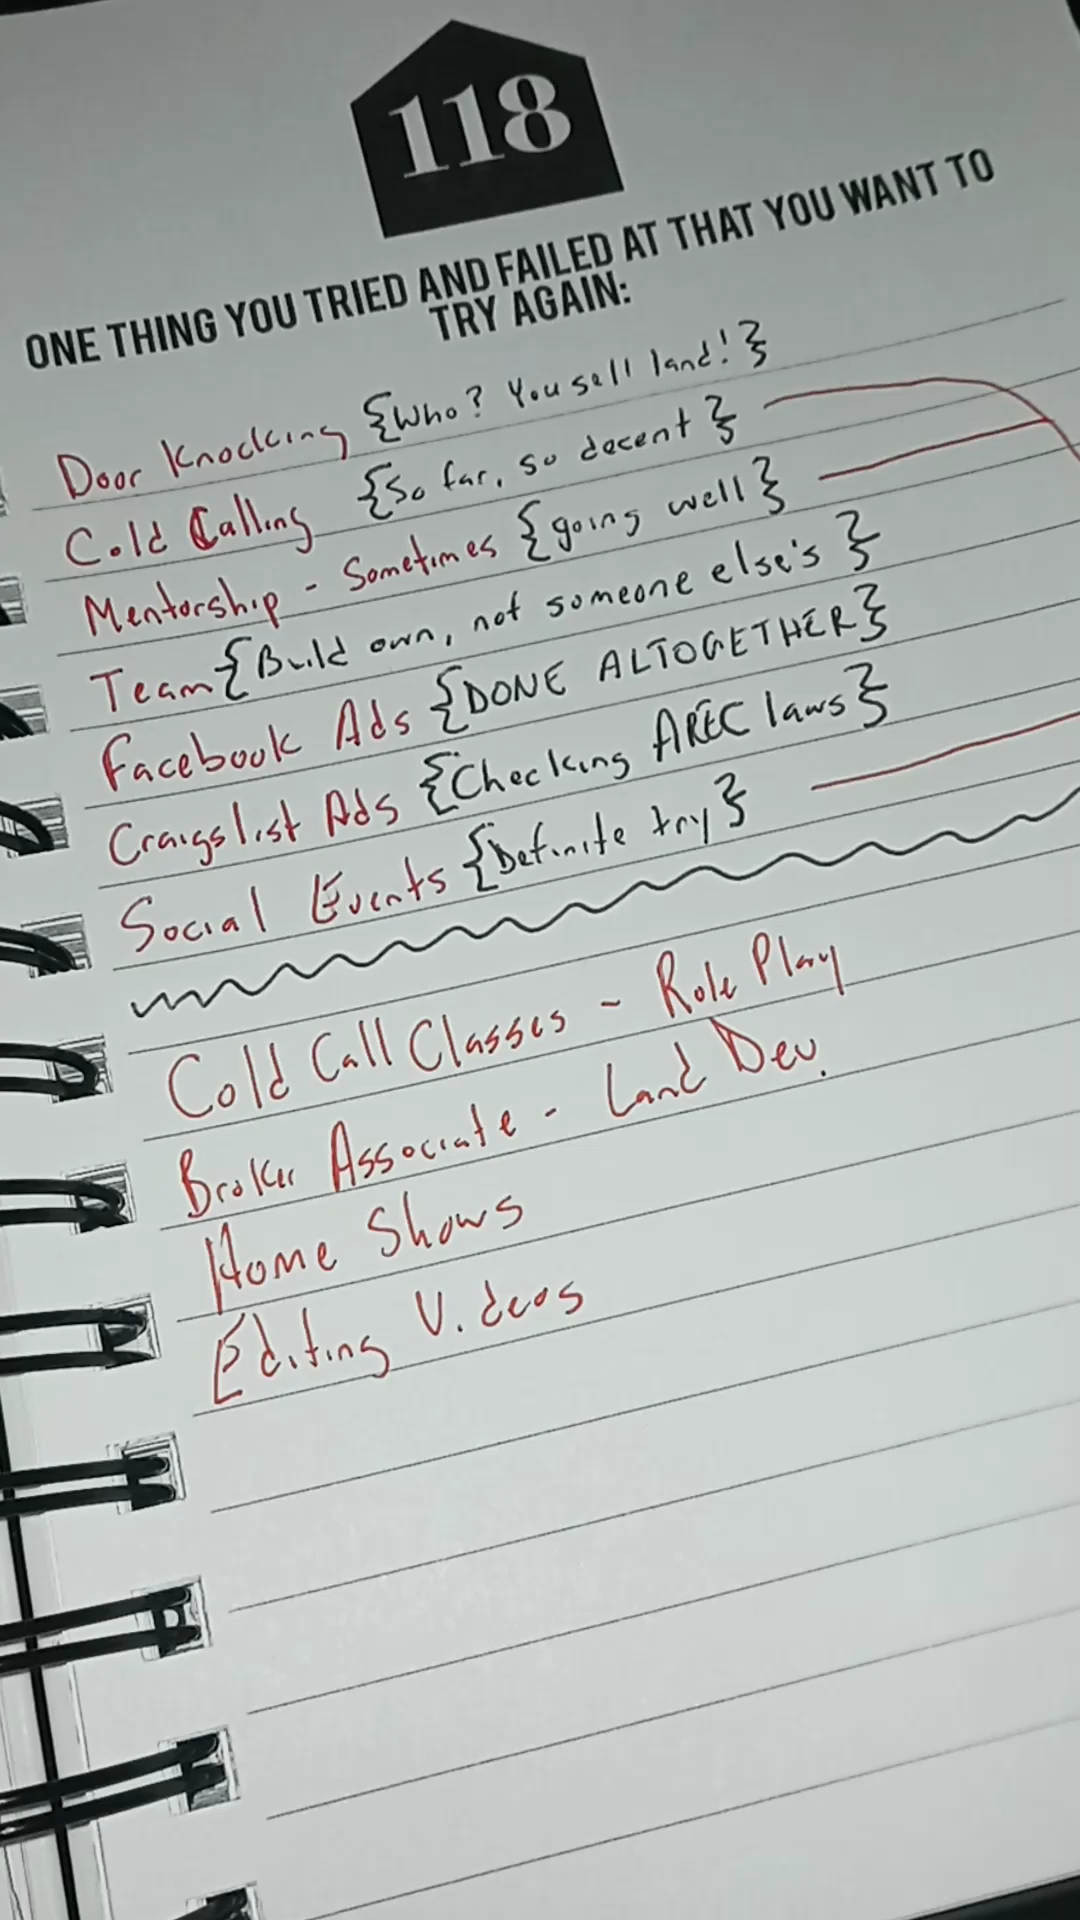 118
ONE THING YOU TRIED AND FAILED AT THAT YOU WANT TO
TRY AGAIN:
Door Knocking {Who? You sell land!}
Cold Calling {So far, so decent}
Mentorship - Sometimes {going well}
Team {Build own, not someone else's}
Facebook Ads {DONE ALTOGETHER}
Craigslist Ads {Checking AREC laws}
Social Events {Definite try}
Cold Call Classes - Role Play
Broker Associate - Land Dev.
Home Shows
Editing Videos